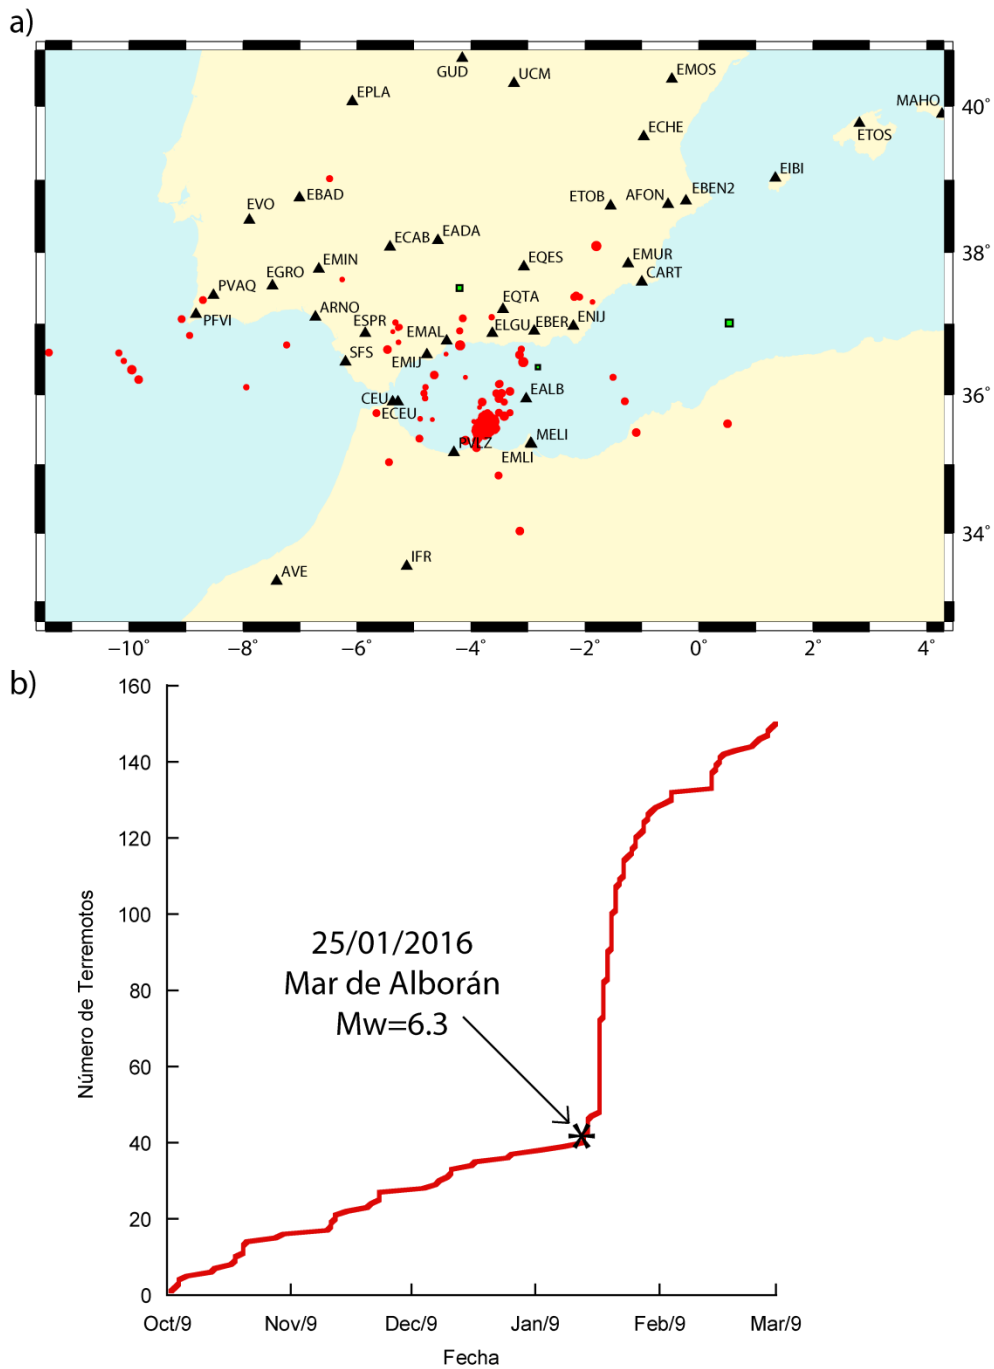 a)
GUD
UCM
EMOS
EPLA
MAHO
40°
ECHE
ETOS
EIBI
EBAD
ETOB
AFON
EBEN2
EVO
ECAB
EADA
38°
EMIN
EQES
EMUR
EGRO
CART
PVAQ
EQTA
PFVI
ARNO
ESPR
EMAL
ELGU
EBER
ENIJ
SFS
EMIJ
36°
CEU
ECEU
EALB
PVLZ
MELI
EMLI
34°
IFR
AVE
−10° −8° −6° −4° −2° 0° 2° 4°
b)
160
140
120
100
80
60
40
20
0
Número de Terremotos
25/01/2016
Mar de Alborán
Mw=6.3
Oct/9 Nov/9 Dec/9 Jan/9 Feb/9 Mar/9
Fecha